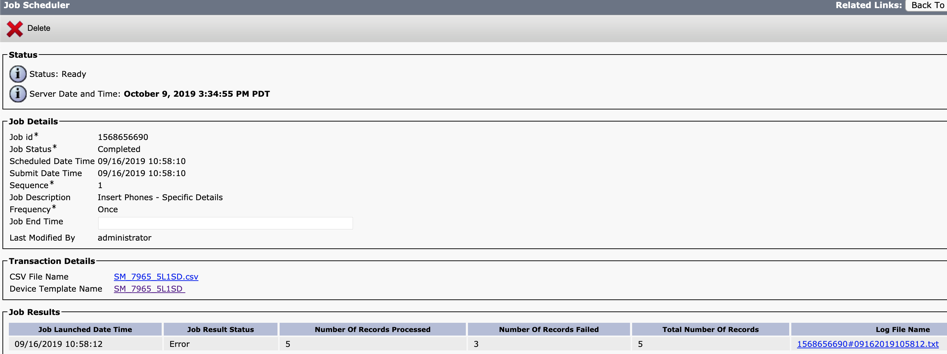 Job Scheduler Related Links: Back To
Delete
Status
Status: Ready
Server Date and Time: October 9, 2019 3:34:55 PM PDT
Job Details
Job id* 1568656690
Job Status* Completed
Scheduled Date Time 09/16/2019 10:58:10
Submit Date Time 09/16/2019 10:58:10
Sequence* 1
Job Description Insert Phones - Specific Details
Frequency* Once
Job End Time
Last Modified By administrator
Transaction Details
CSV File Name SM_7965_5L1SD.csv
Device Template Name SM_7965_5L1SD
Job Results
Job Launched Date Time Job Result Status Number Of Records Processed Number Of Records Failed Total Number Of Records Log File Name
09/16/2019 10:58:12 Error 5 3 5 1568656690#09162019105812.txt